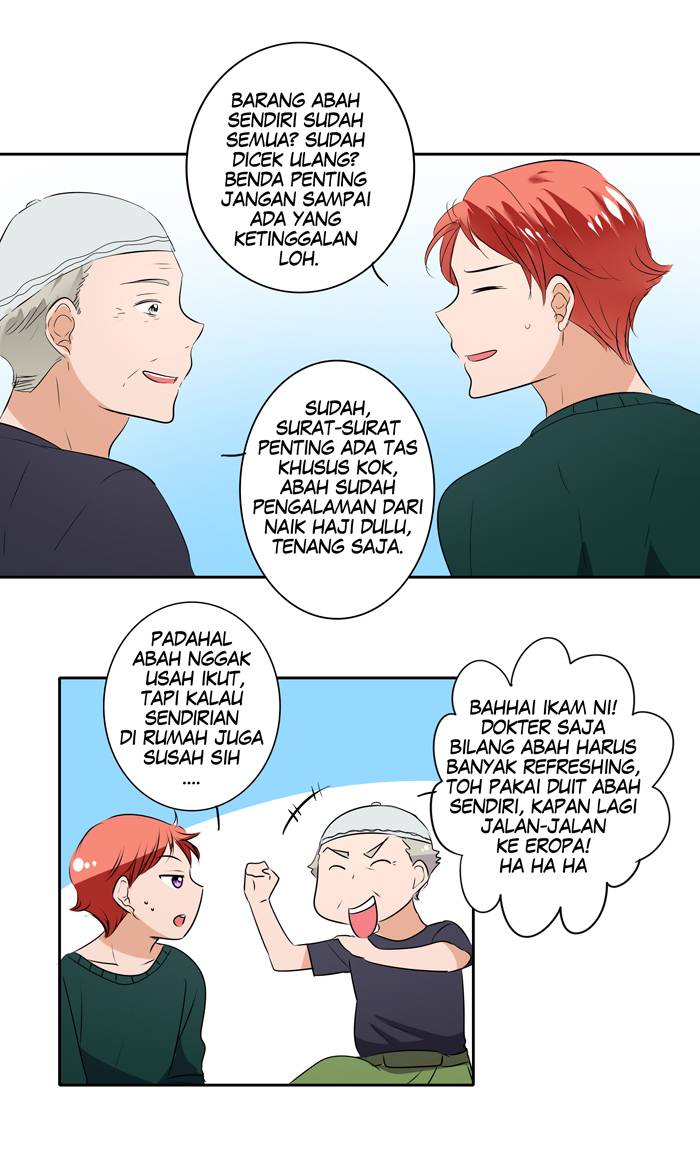 BARANG ABAH
SENDIRI SUDAH
SEMUA? SUDAH
DICEK ULANG?
BENDA PENTING
JANGAN SAMPAI
ADA YANG
KETINGGALAN
LOH.
SUDAH,
SURAT-SURAT
PENTING ADA TAS
KHUSUS KOK,
ABAH SUDAH
PENGALAMAN DARI
NAIK HAJI DULU,
TENANG SAJA.
PADAHAL
ABAH NGGAK
USAH IKUT,
TAPI KALAU
SENDIRIAN
DI RUMAH JUGA
SUSAH SIH
....
BAHHAI IKAM NI!
DOKTER SAJA
BILANG ABAH HARUS
BANYAK REFRESHING,
TOH PAKAI DUIT ABAH
SENDIRI, KAPAN LAGI
JALAN-JALAN
KE EROPA!
HA HA HA